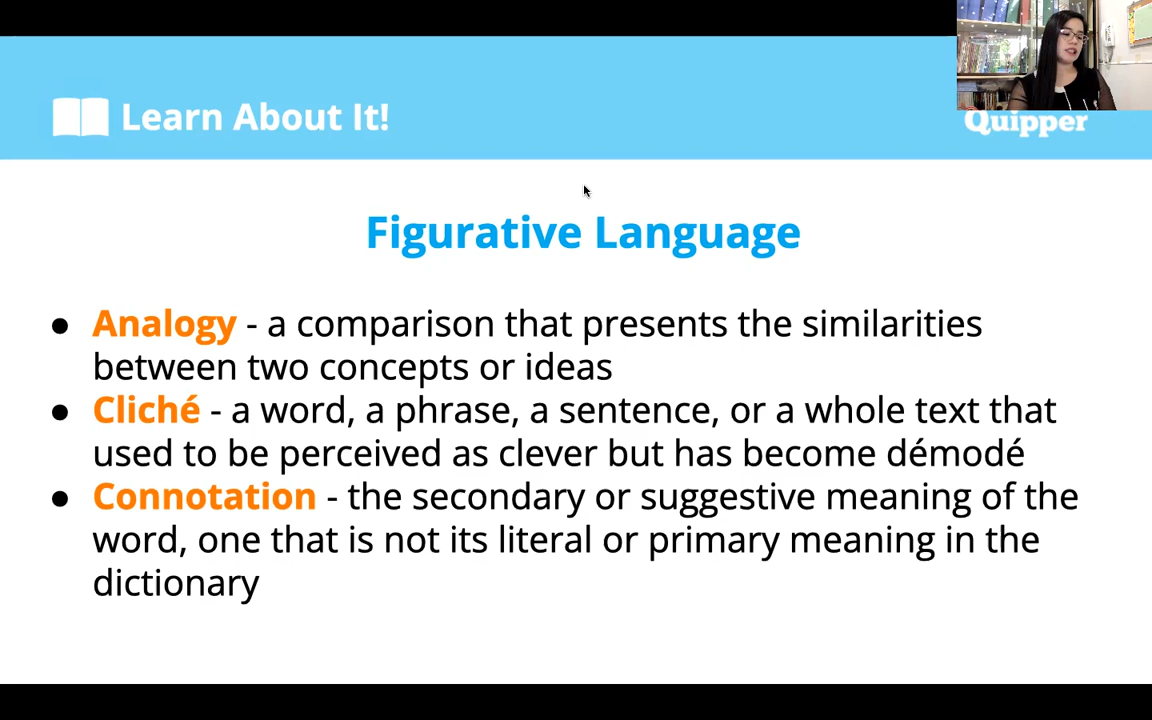 Learn About It!
Quipper
Figurative Language
● Analogy - a comparison that presents the similarities
between two concepts or ideas
● Cliché - a word, a phrase, a sentence, or a whole text that
used to be perceived as clever but has become démodé
● Connotation - the secondary or suggestive meaning of the
word, one that is not its literal or primary meaning in the
dictionary